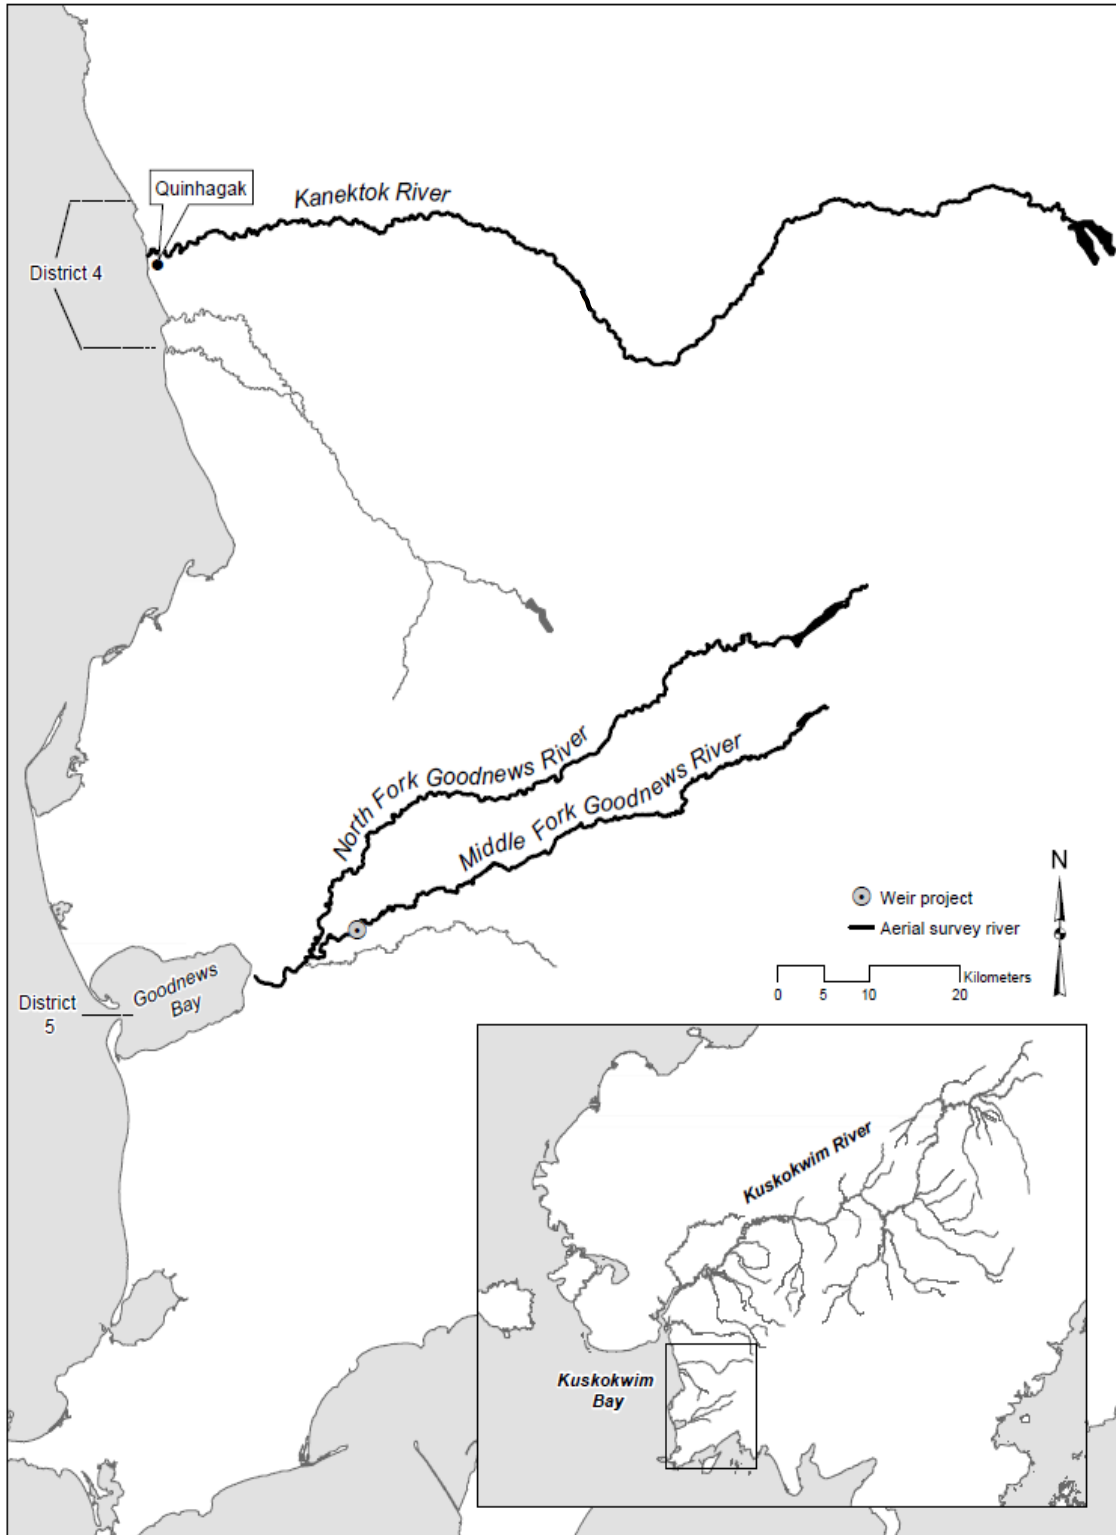 Quinhagak
Kanektok River
District 4
North Fork Goodnews River
Middle Fork Goodnews River
N
Weir project
Aerial survey river
Kilometers
0 5 10 20
Goodnews
Bay
District
5
Kuskokwim River
Kuskokwim
Bay